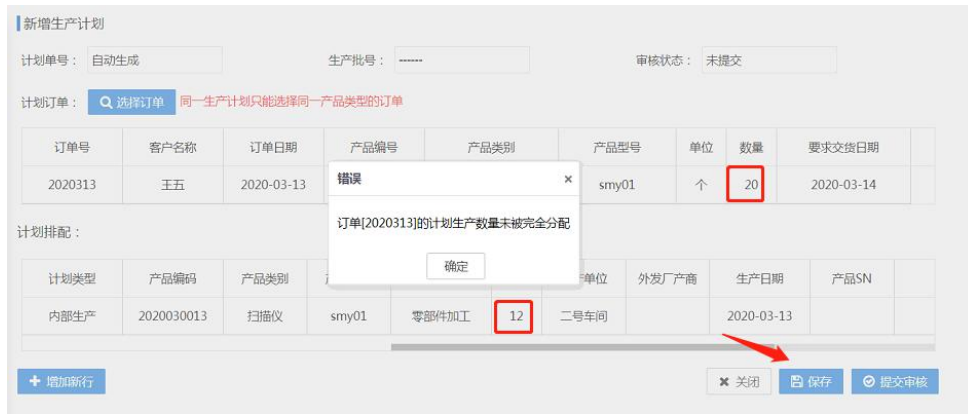 新增生产计划
计划单号： 自动生成 生产批号： ------ 审核状态： 未提交
计划订单： 选择订单 同一生产计划只能选择同一产品类型的订单
订单号 客户名称 订单日期 产品编号 产品类别 产品型号 单位 数量 要求交货日期
2020313 王五 2020-03-13 smy01 个 20 2020-03-14
错误 ×
订单[2020313]的计划生产数量未被完全分配
确定
计划排配：
计划类型 产品编码 产品类别 单位 外发厂产商 生产日期 产品SN
内部生产 2020030013 扫描仪 smy01 零部件加工 12 二号车间 2020-03-13
增加新行 关闭 保存 提交审核